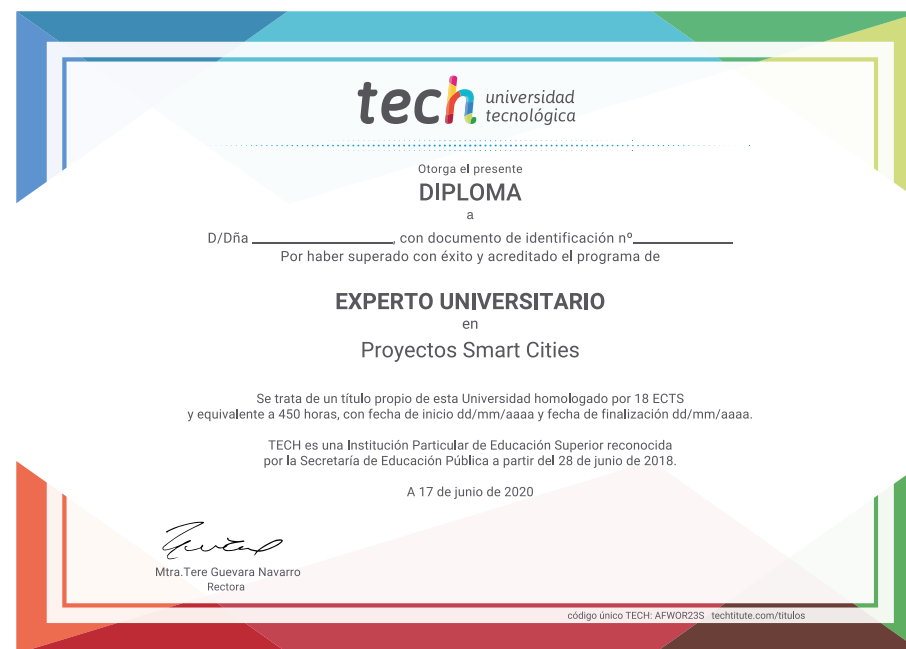 tech universidad
tecnológica
Otorga el presente
DIPLOMA
a
D/Dña ________________, con documento de identificación nº____________
Por haber superado con éxito y acreditado el programa de
EXPERTO UNIVERSITARIO
en
Proyectos Smart Cities
Se trata de un título propio de esta Universidad homologado por 18 ECTS
y equivalente a 450 horas, con fecha de inicio dd/mm/aaaa y fecha de finalización dd/mm/aaaa.
TECH es una Institución Particular de Educación Superior reconocida
por la Secretaría de Educación Pública a partir del 28 de junio de 2018.
A 17 de junio de 2020
Mtra.Tere Guevara Navarro
Rectora
código único TECH: AFWOR23S techtitute.com/titulos